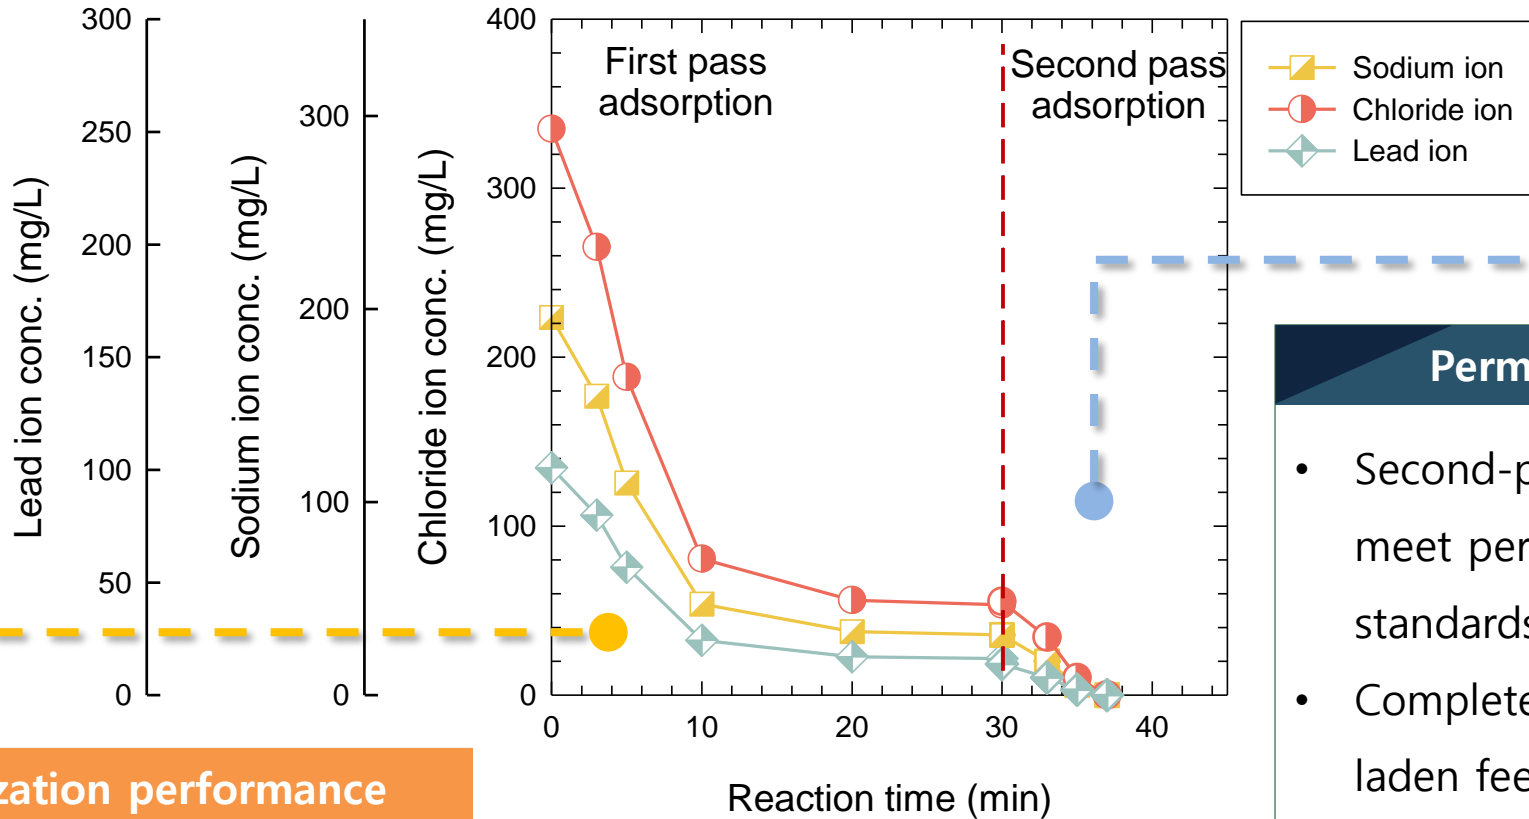 300
250
200
150
100
50
0
Lead ion conc. (mg/L)
300
200
100
0
Sodium ion conc. (mg/L)
400
300
200
100
0
Chloride ion conc. (mg/L)
First pass
adsorption
Second pass
adsorption
0 10 20 30 40
Reaction time (min)
Sodium ion
Chloride ion
Lead ion
Perm
• Second-p
meet per
standards
• Complete
laden fee
zation performance